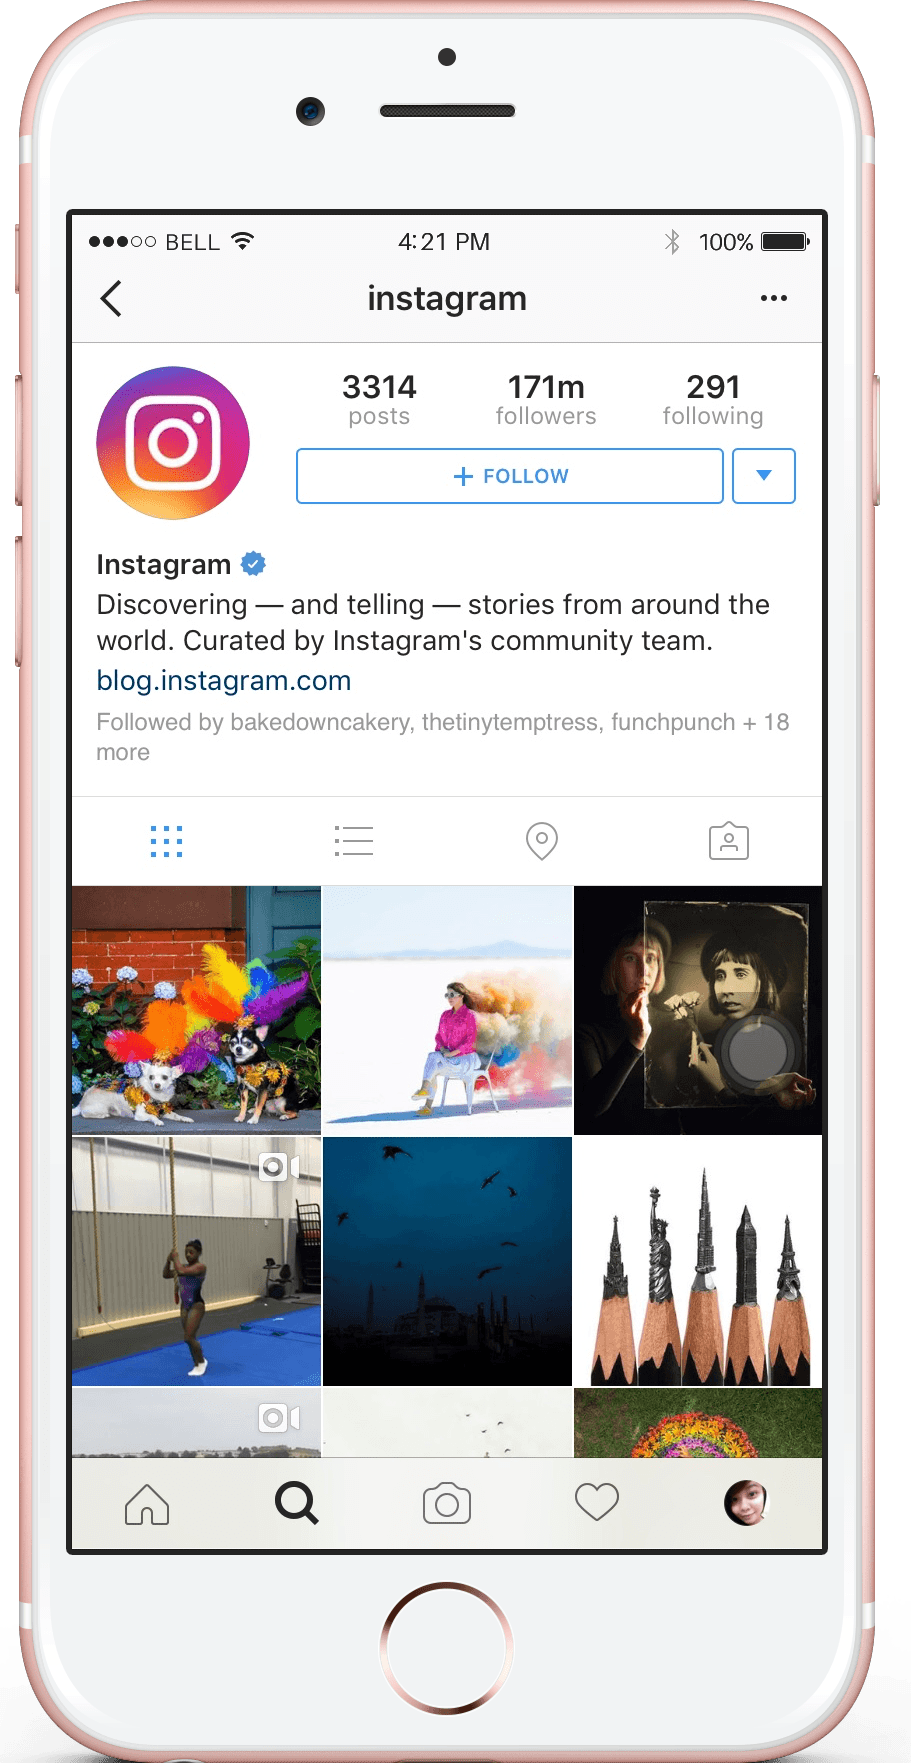 BELL
4:21 PM
100%
instagram
3314
posts
171m
followers
291
following
+ FOLLOW
Instagram
Discovering — and telling — stories from around the
world. Curated by Instagram's community team.
blog.instagram.com
Followed by bakedowncakery, thetinytemptress, funchpunch + 18
more